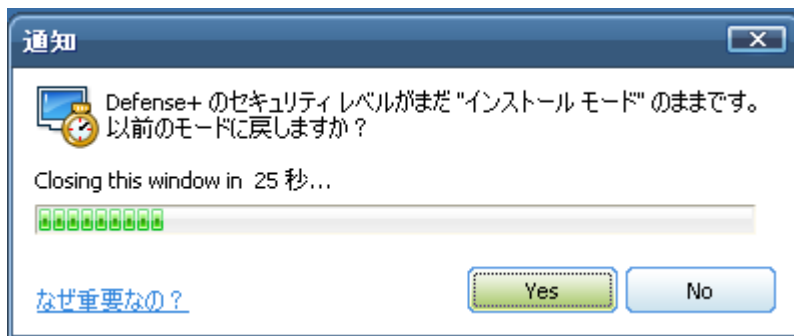 通知
Defense+ のセキュリティ レベルがまだ "インストール モード" のままです。
以前のモードに戻しますか？
Closing this window in 25 秒...
なぜ重要なの？
Yes
No